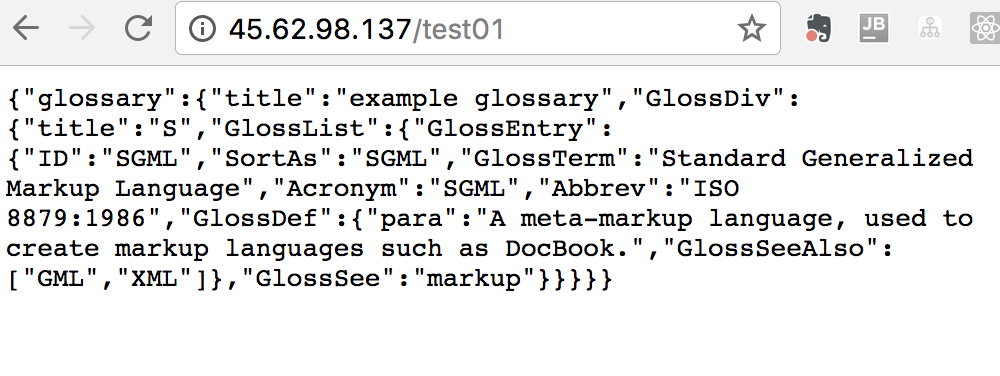 45.62.98.137/test01
JB
{"glossary":{"title":"example glossary","GlossDiv":
{"title":"S","GlossList":{"GlossEntry":
{"ID":"SGML","SortAs":"SGML","GlossTerm":"Standard Generalized
Markup Language","Acronym":"SGML","Abbrev":"ISO
8879:1986","GlossDef":{"para":"A meta-markup language, used to
create markup languages such as DocBook.","GlossSeeAlso":
["GML","XML"]},"GlossSee":"markup"}}}}}